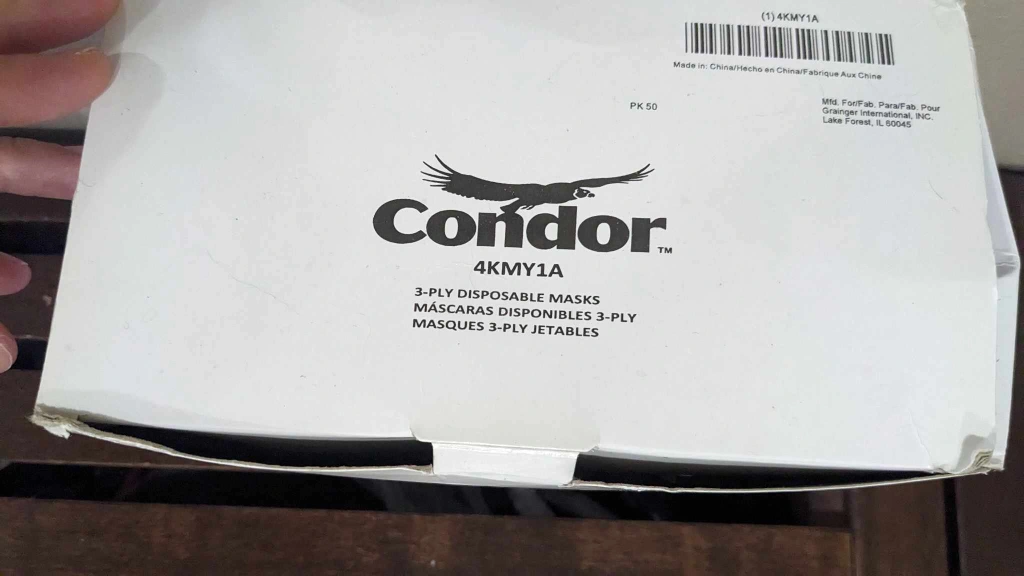 (1) 4KMY1A
Made in: China/Hecho en China/Fabrique Aux Chine
PK 50
Mfd. For/Fab. Para/Fab. Pour
Grainger International, INC.
Lake Forest, IL 60045
Condor™
4KMY1A
3-PLY DISPOSABLE MASKS
MÁSCARAS DISPONIBLES 3-PLY
MASQUES 3-PLY JETABLES